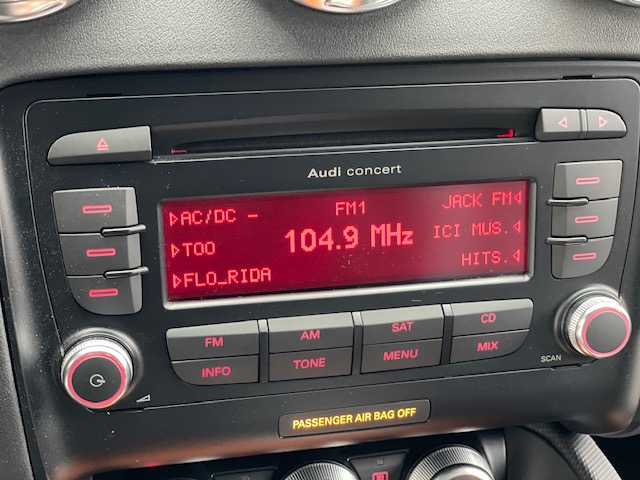 Audi concert
AC/DC – FM1 JACK FM
TOO 104.9 MHz ICI MUS.
FLO_RIDA HITS.
FM AM SAT CD
INFO TONE MENU MIX
SCAN
PASSENGER AIR BAG OFF